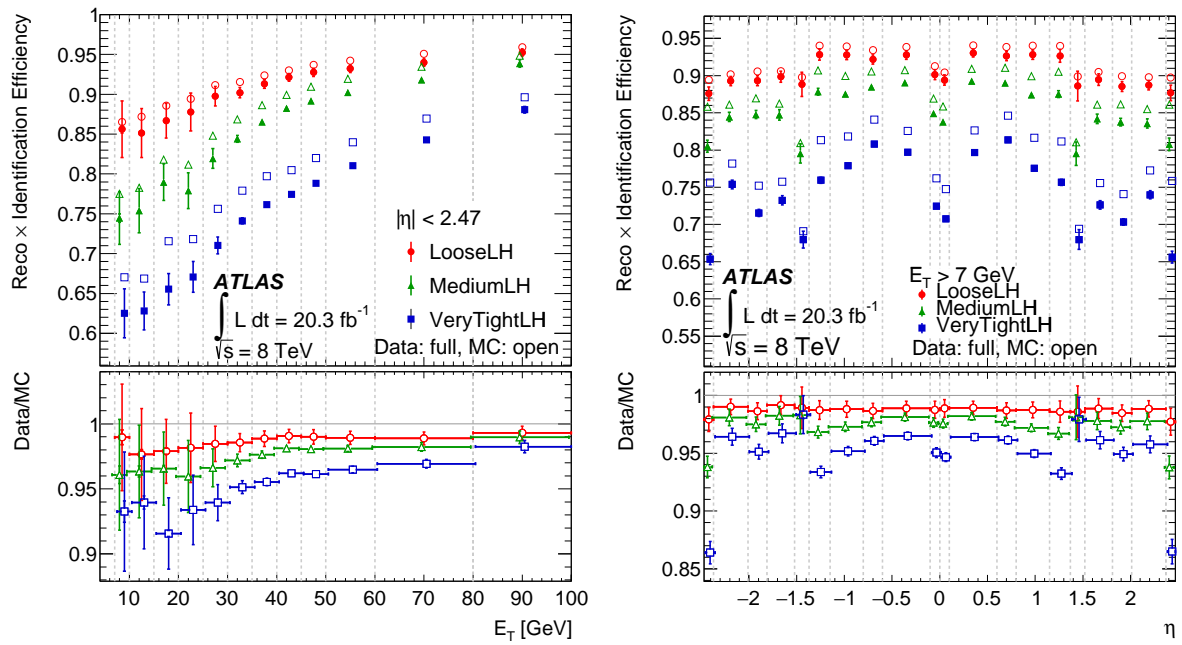 Reco × Identification Efficiency
1
0.95
0.9
0.85
0.8
0.75
0.7
0.65
0.6
|η| < 2.47
LooseLH
MediumLH
VeryTightLH
ATLAS
∫ L dt = 20.3 fb⁻¹
√s = 8 TeV
Data: full, MC: open
Data/MC
1
0.95
0.9
10 20 30 40 50 60 70 80 90 100
E_T [GeV]
Reco × Identification Efficiency
0.95
0.9
0.85
0.8
0.75
0.7
0.65
0.6
0.55
ATLAS
∫ L dt = 20.3 fb⁻¹
√s = 8 TeV
E_T > 7 GeV
LooseLH
MediumLH
VeryTightLH
Data: full, MC: open
Data/MC
1
0.95
0.9
0.85
−2 −1.5 −1 −0.5 0 0.5 1 1.5 2
η